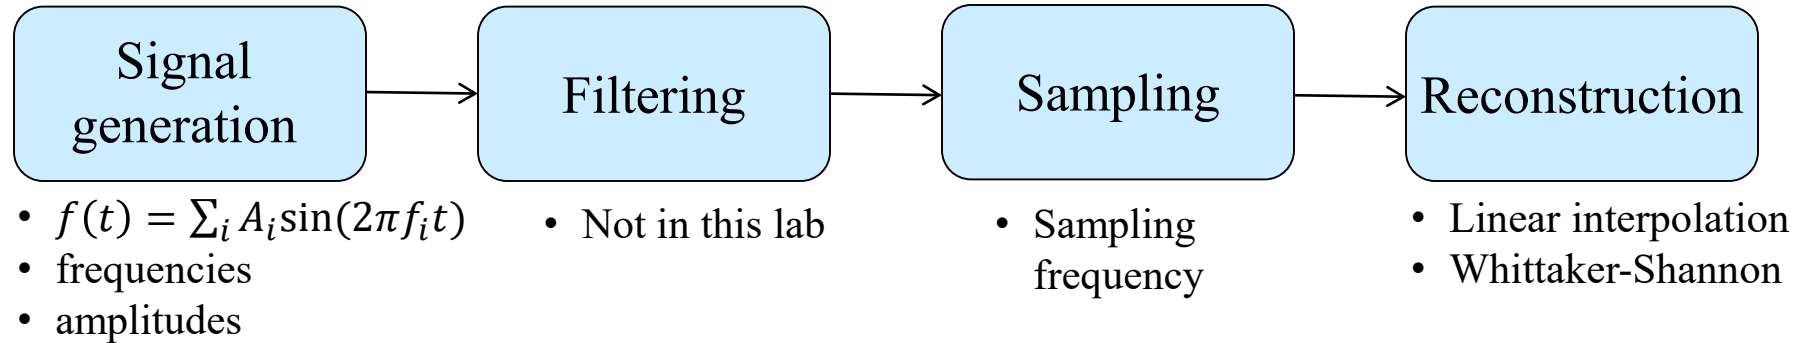 Signal
generation
Filtering
Sampling
Reconstruction
• f(t) = ∑ᵢ Aᵢsin(2πfᵢt)
• frequencies
• amplitudes
• Not in this lab
• Sampling
frequency
• Linear interpolation
• Whittaker-Shannon